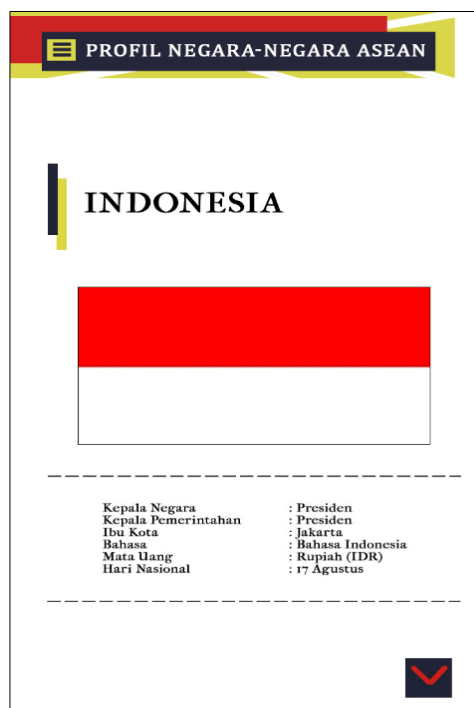 PROFIL NEGARA-NEGARA ASEAN
INDONESIA
Kepala Negara : Presiden
Kepala Pemerintahan : Presiden
Ibu Kota : Jakarta
Bahasa : Bahasa Indonesia
Mata Uang : Rupiah (IDR)
Hari Nasional : 17 Agustus